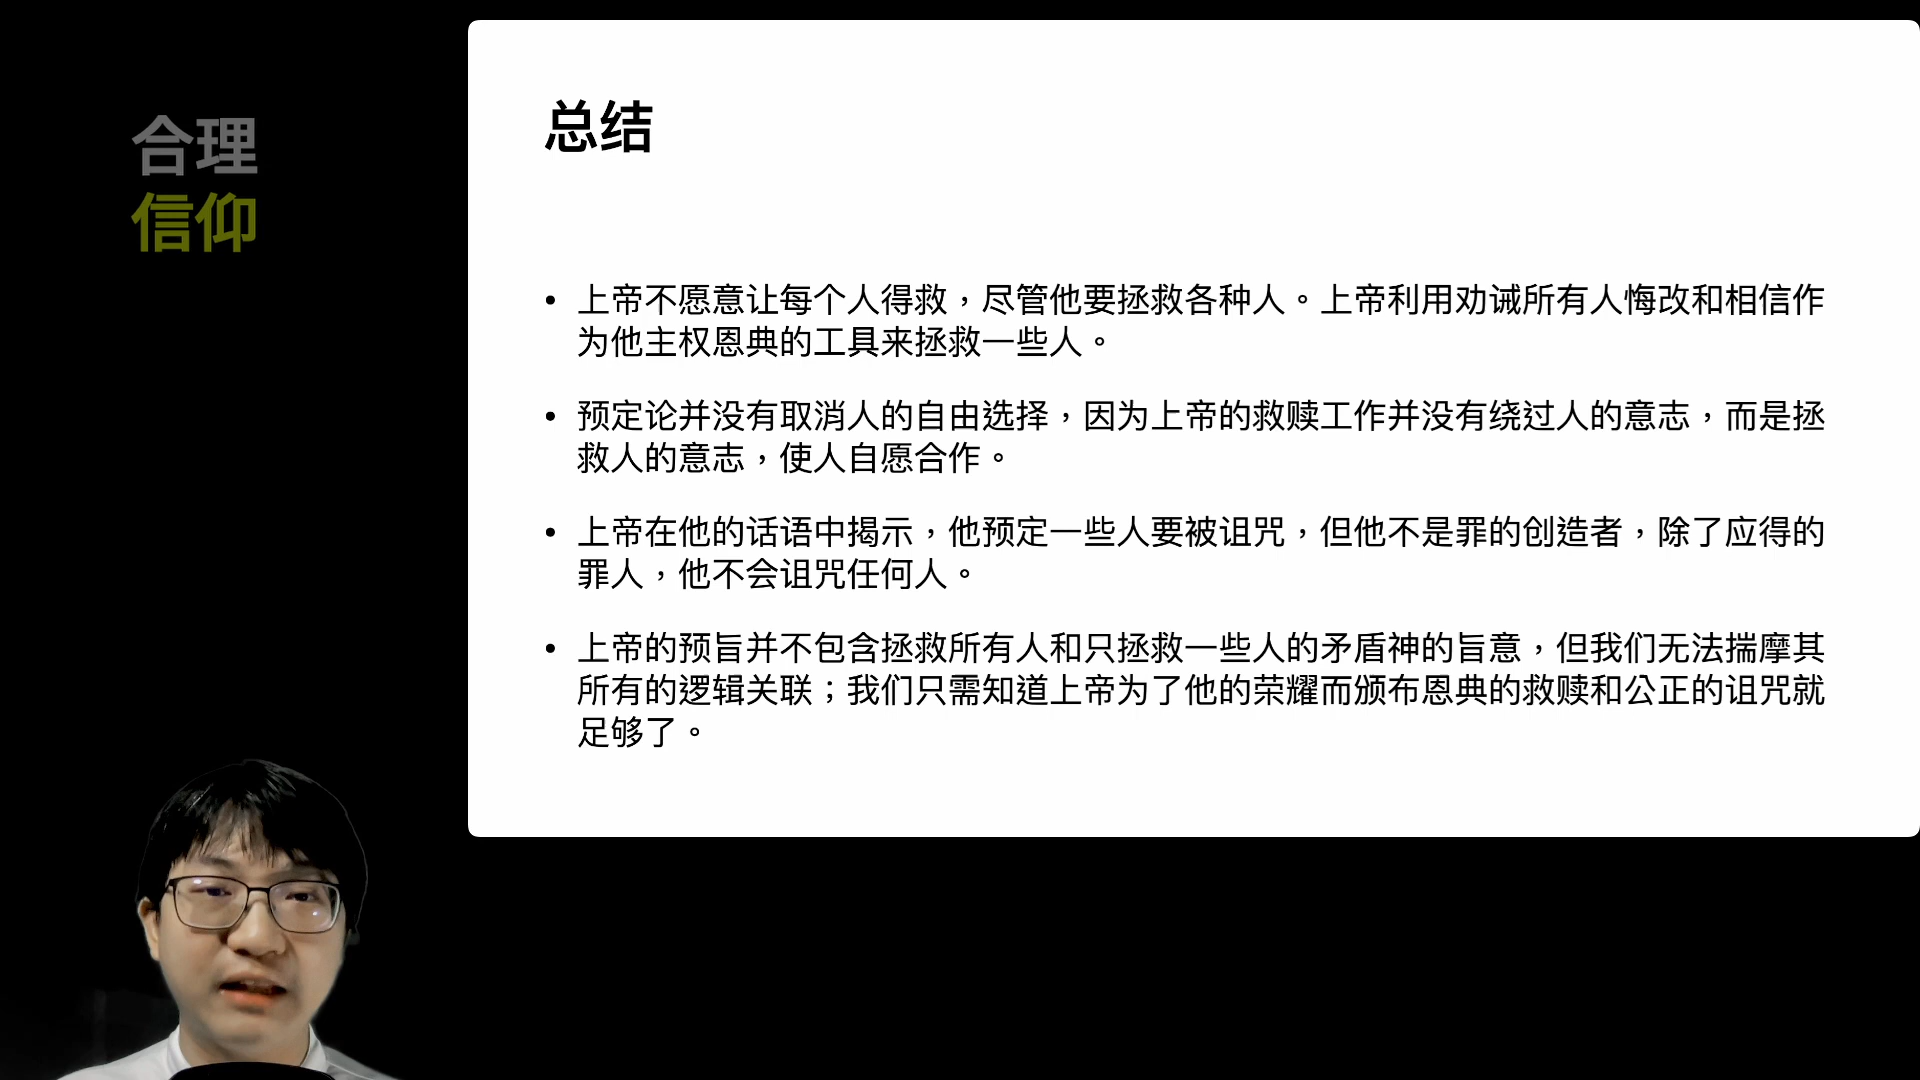 合理
信仰
总结
• 上帝不愿意让每个人得救，尽管他要拯救各种人。上帝利用劝诫所有人悔改和相信作
为他主权恩典的工具来拯救一些人。
• 预定论并没有取消人的自由选择，因为上帝的救赎工作并没有绕过人的意志，而是拯
救人的意志，使人自愿合作。
• 上帝在他的话语中揭示，他预定一些人要被诅咒，但他不是罪的创造者，除了应得的
罪人，他不会诅咒任何人。
• 上帝的预旨并不包含拯救所有人和只拯救一些人的矛盾神的旨意，但我们无法揣摩其
所有的逻辑关联；我们只需知道上帝为了他的荣耀而颁布恩典的救赎和公正的诅咒就
足够了。